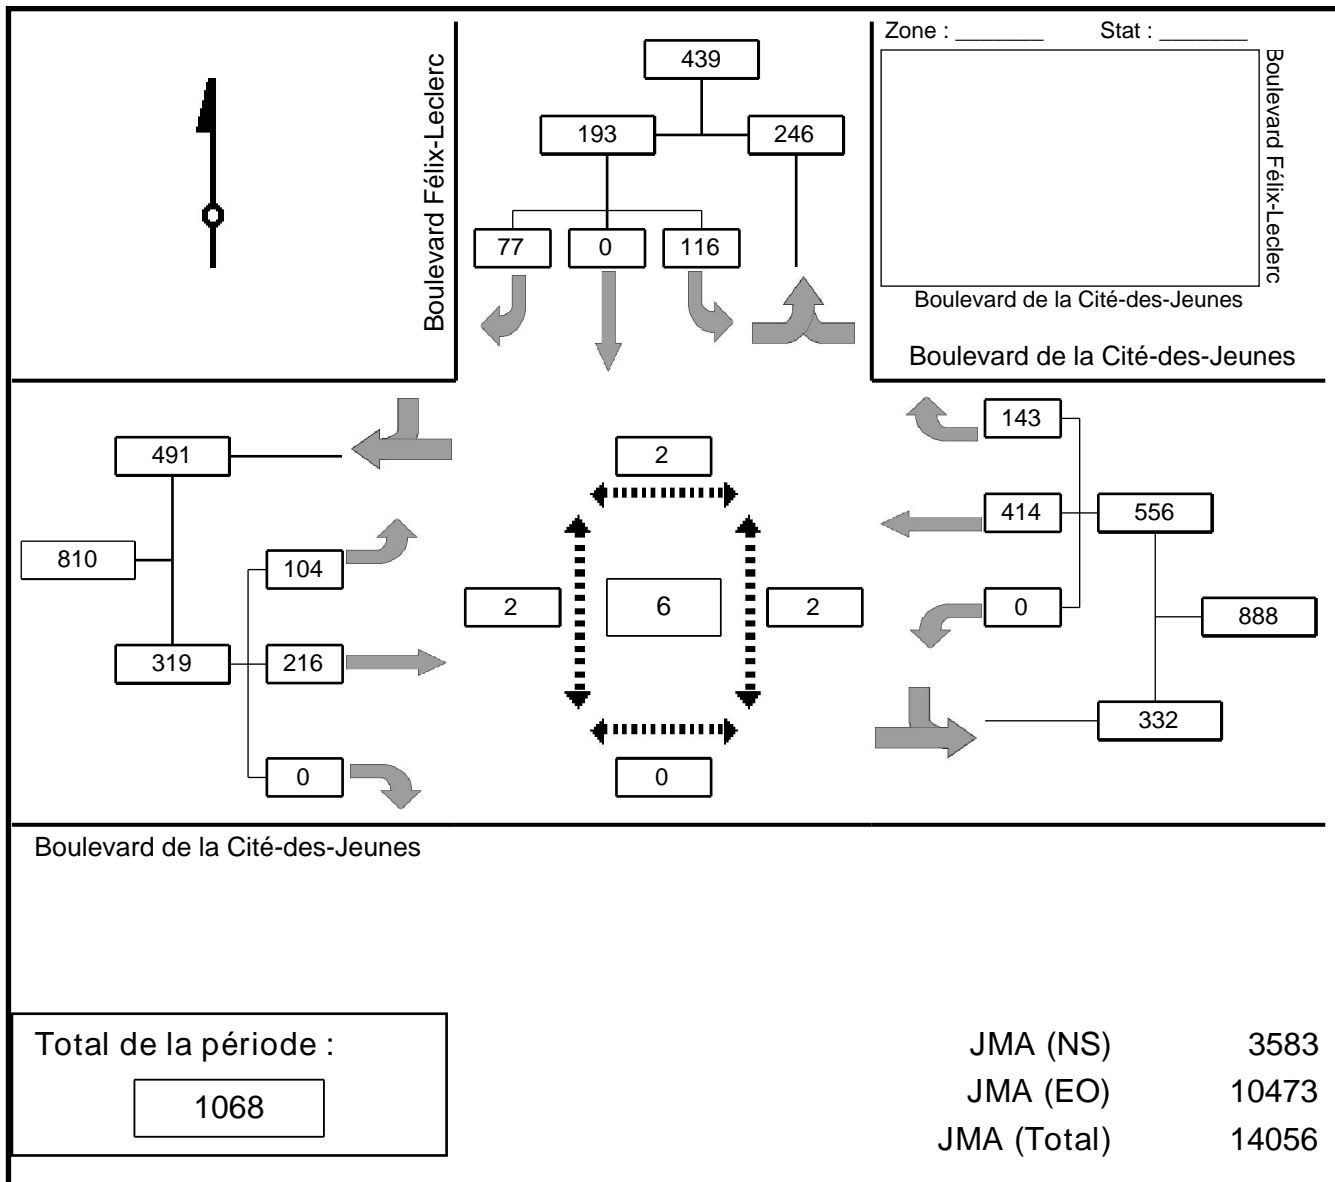 Boulevard Félix-Leclerc
439
193 246
77 0 116
Zone : _______ Stat : _______
Boulevard Félix-Leclerc
Boulevard de la Cité-des-Jeunes
Boulevard de la Cité-des-Jeunes
491
810
319
104
216
0
2
2 6 2
0
143
414
0
556
888
332
Boulevard de la Cité-des-Jeunes
Total de la période :
1068
JMA (NS) 3583
JMA (EO) 10473
JMA (Total) 14056